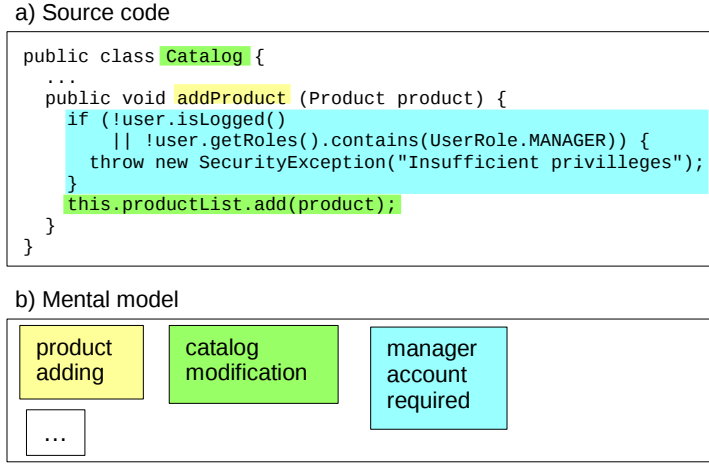 a) Source code
public class Catalog {
...
public void addProduct (Product product) {
if (!user.isLogged()
|| !user.getRoles().contains(UserRole.MANAGER)) {
throw new SecurityException("Insufficient privilleges");
}
this.productList.add(product);
}
}
b) Mental model
product
adding
catalog
modification
manager
account
required
...